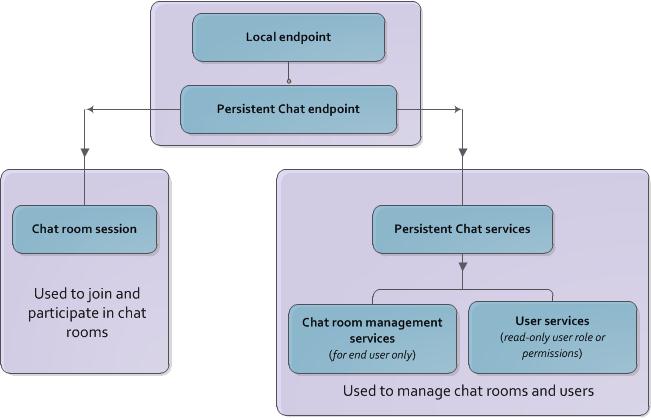 Local endpoint
Persistent Chat endpoint
Chat room session
Used to join and
participate in chat
rooms
Persistent Chat services
Chat room management
services
(for end user only)
User services
(read-only user role or
permissions)
Used to manage chat rooms and users